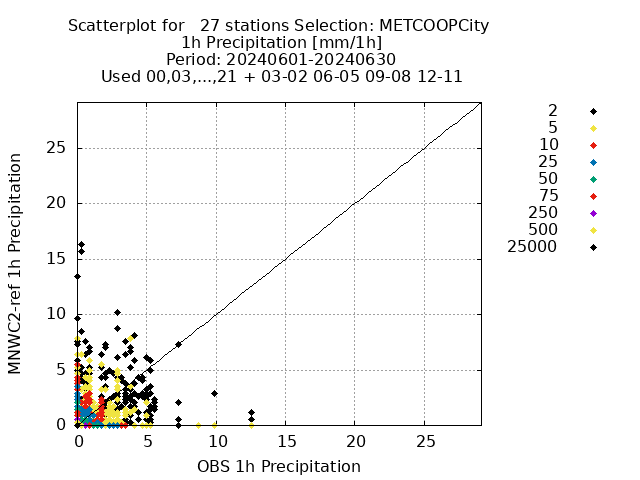 Scatterplot for   27 stations Selection: METCOOPCity
1h Precipitation [mm/1h]
Period: 20240601-20240630
Used 00,03,...,21 + 03-02 06-05 09-08 12-11
2
5
10
25
50
75
250
500
25000
MNWC2-ref 1h Precipitation
25
20
15
10
5
0
0 5 10 15 20 25
OBS 1h Precipitation